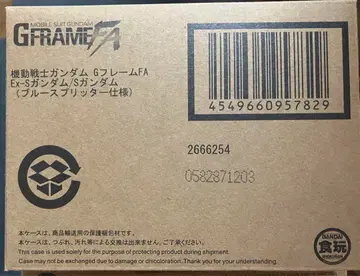 MOBILE SUIT GUNDAM
GFRAME FA
機動戦士ガンダム GフレームFA
Ex-Sガンダム/Sガンダム
(ブルースプリッター仕様)
4549660957829
2666254
0582871203
本ケースは、商品輸送用の保護梱包材です。
本ケースは、つぶれ、汚れ等による交換は出来ません。ご了承ください。
This case is used solely for the purpose of protecting product during shipment.
Case may not be exchanged due to damage or discoloration.Thank you for your understanding.
BANDAI
食玩